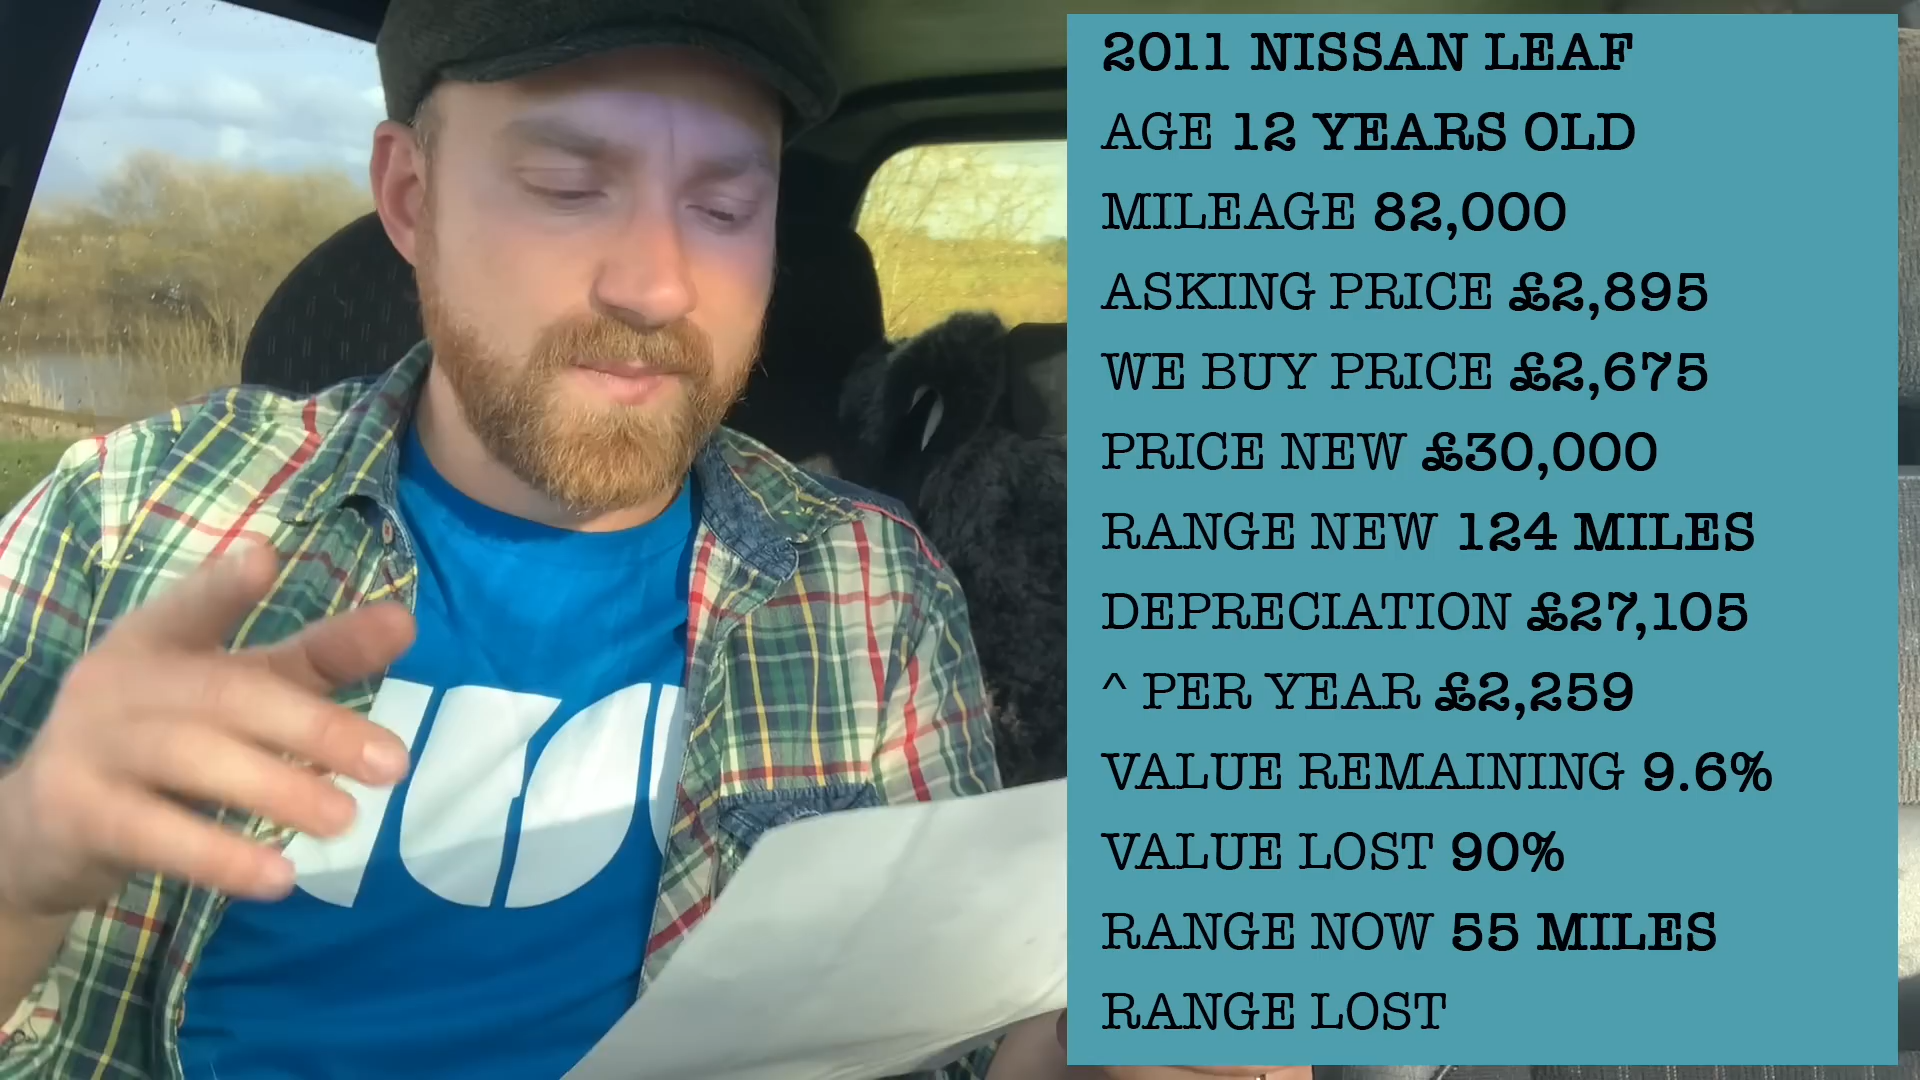 2011 NISSAN LEAF
AGE 12 YEARS OLD
MILEAGE 82,000
ASKING PRICE £2,895
WE BUY PRICE £2,675
PRICE NEW £30,000
RANGE NEW 124 MILES
DEPRECIATION £27,105
^ PER YEAR £2,259
VALUE REMAINING 9.6%
VALUE LOST 90%
RANGE NOW 55 MILES
RANGE LOST